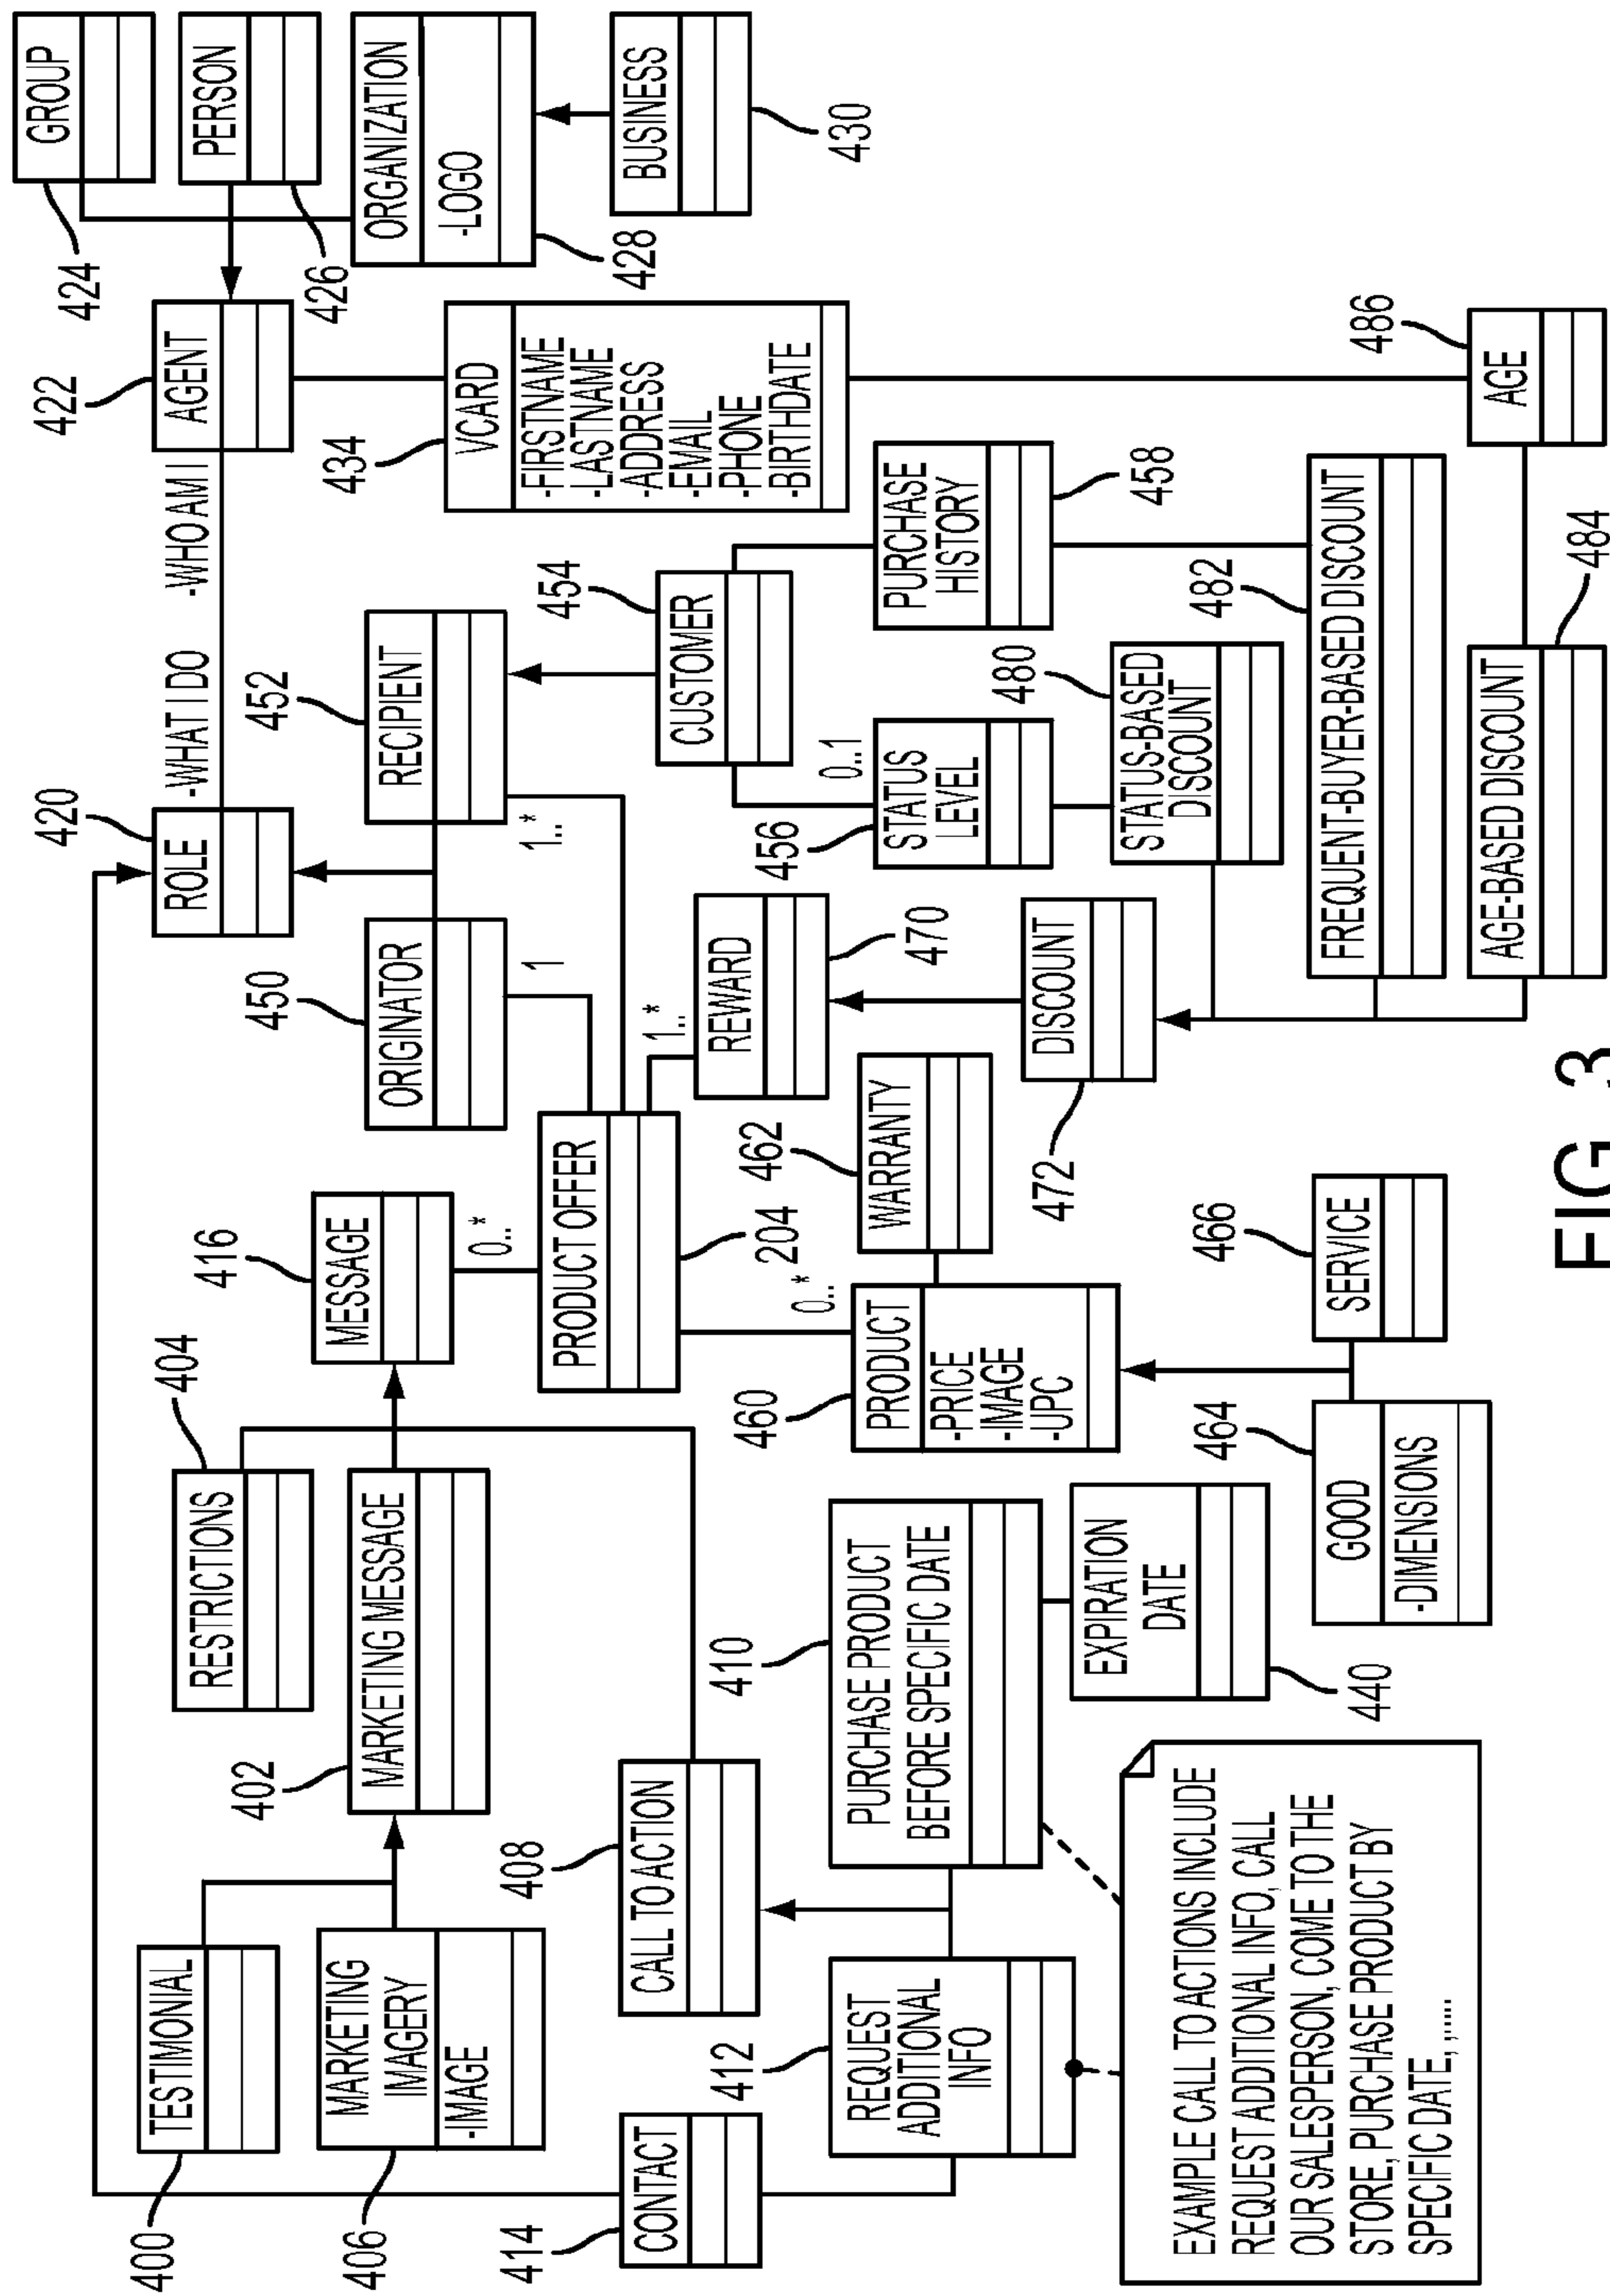 400
TESTIMONIAL
RESTRICTIONS
404
416
MESSAGE
0..*
420
ROLE
-WHAT I DO
-WHO AM I
422
AGENT
424
GROUP
426
PERSON
406
MARKETING
IMAGERY
-IMAGE
402
MARKETING MESSAGE
450
ORIGINATOR
1
452
RECIPIENT
1..*
434
VCARD
-FIRSTNAME
-LASTNAME
-ADDRESS
-EMAIL
-PHONE
-BIRTHDATE
428
ORGANIZATION
-LOGO
BUSINESS
430
414
CONTACT
408
CALL TO ACTION
PRODUCT OFFER
204
1..*
REWARD
470
454
CUSTOMER
412
REQUEST
ADDITIONAL
INFO
410
PURCHASE PRODUCT
BEFORE SPECIFIC DATE
460
0..*
PRODUCT
-PRICE
-IMAGE
-UPC
462
WARRANTY
456
0..1
STATUS
LEVEL
PURCHASE
HISTORY
458
EXPIRATION
DATE
440
472
DISCOUNT
480
STATUS-BASED
DISCOUNT
464
GOOD
-DIMENSIONS
466
SERVICE
482
FREQUENT-BUYER-BASED DISCOUNT
486
AGE
AGE-BASED DISCOUNT
484
EXAMPLE CALL TO ACTIONS INCLUDE
REQUEST ADDITIONAL INFO, CALL
OUR SALESPERSON, COME TO THE
STORE, PURCHASE PRODUCT BY
SPECIFIC DATE, ,.....
FIG. 3